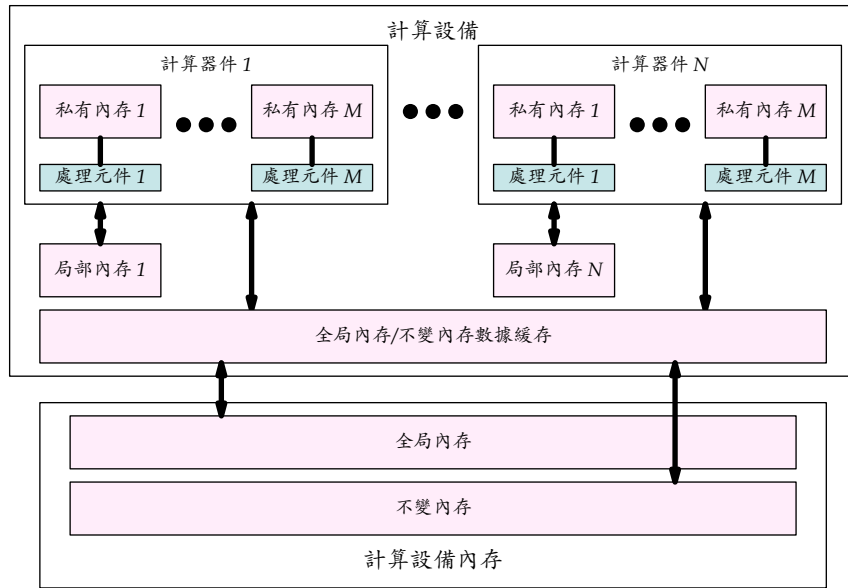 計算設備
計算器件 1
計算器件 N
私有內存 1
私有內存 M
私有內存 1
私有內存 M
處理元件 1
處理元件 M
處理元件 1
處理元件 M
局部內存 1
局部內存 N
全局內存/不變內存數據緩存
全局內存
不變內存
計算設備內存